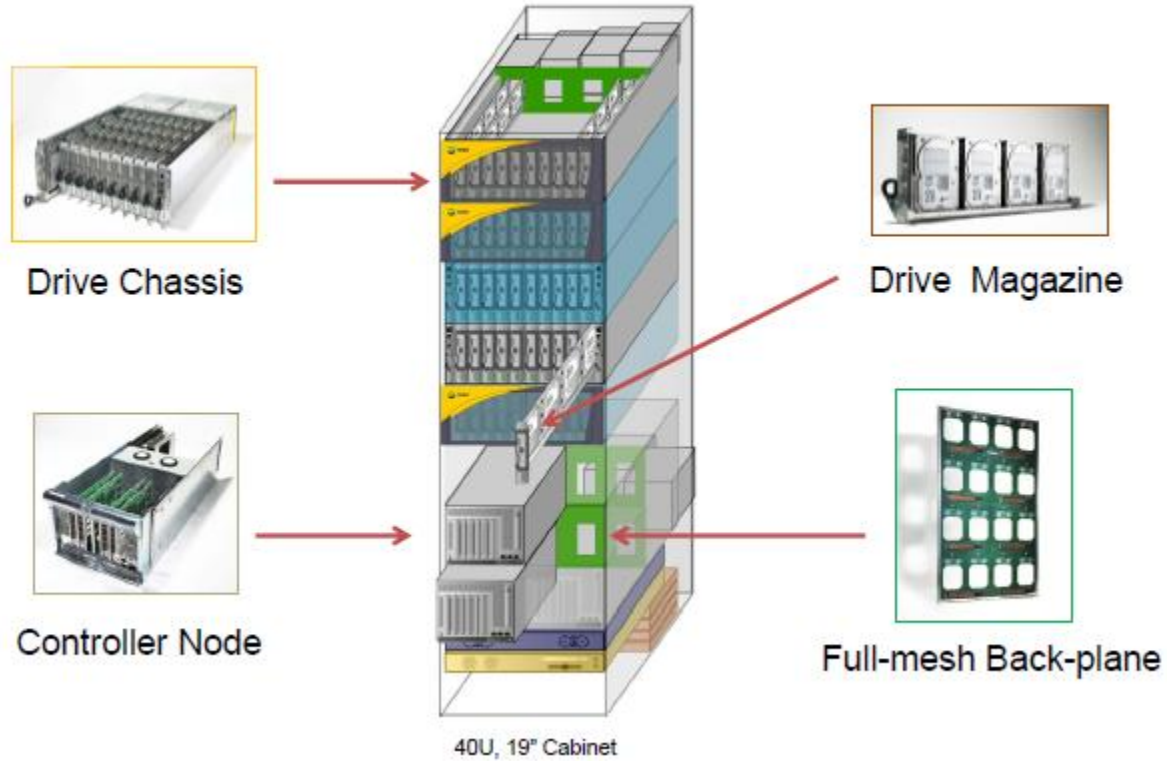 Drive Chassis
Drive Magazine
Controller Node
Full-mesh Back-plane
40U, 19" Cabinet